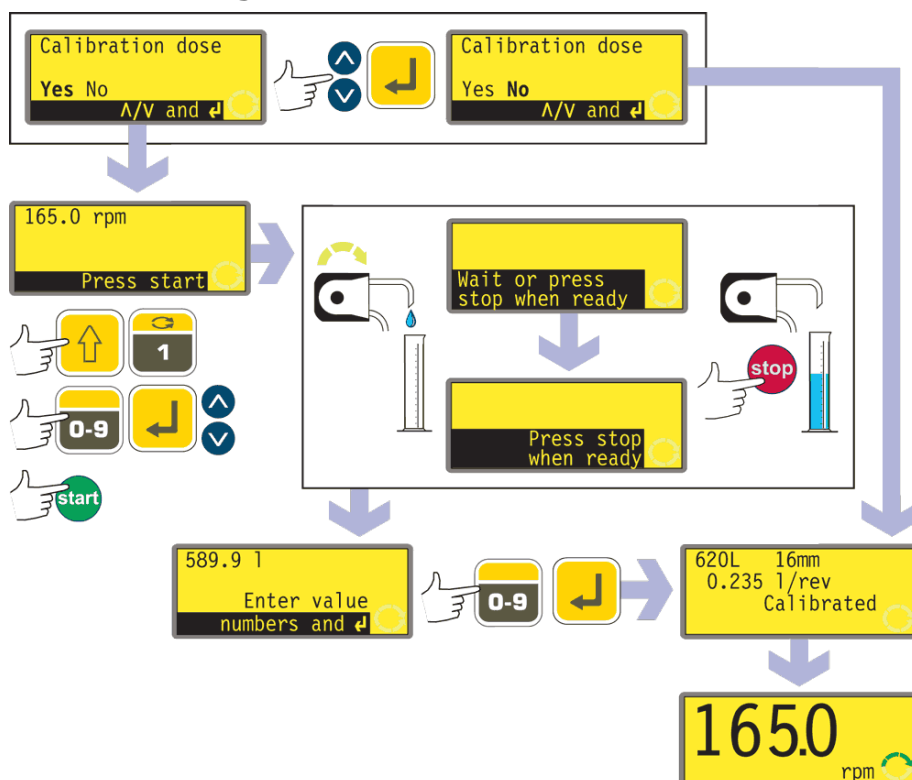 Calibration dose
Yes No
Λ/V and ↲
Calibration dose
Yes No
Λ/V and ↲
165.0 rpm
Press start
1
0-9
start
Wait or press
stop when ready
Press stop
when ready
stop
589.9 l
Enter value
numbers and ↲
0-9
620L 16mm
0.235 l/rev
Calibrated
165.0
rpm